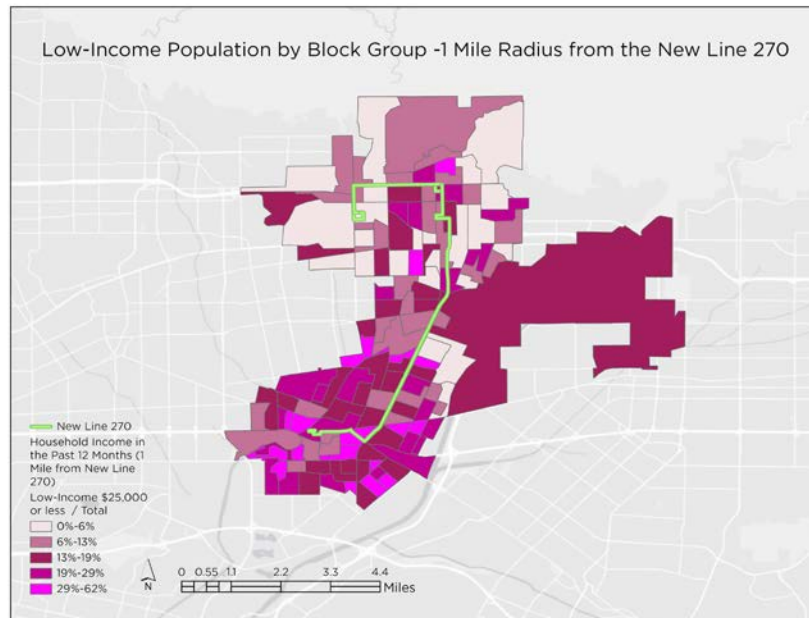 Low-Income Population by Block Group -1 Mile Radius from the New Line 270
New Line 270
Household Income in
the Past 12 Months (1
Mile from New Line
270)
Low-Income $25,000
or less / Total
0%-6%
6%-13%
13%-19%
19%-29%
29%-62%
N
0 0.55 1.1 2.2 3.3 4.4
Miles